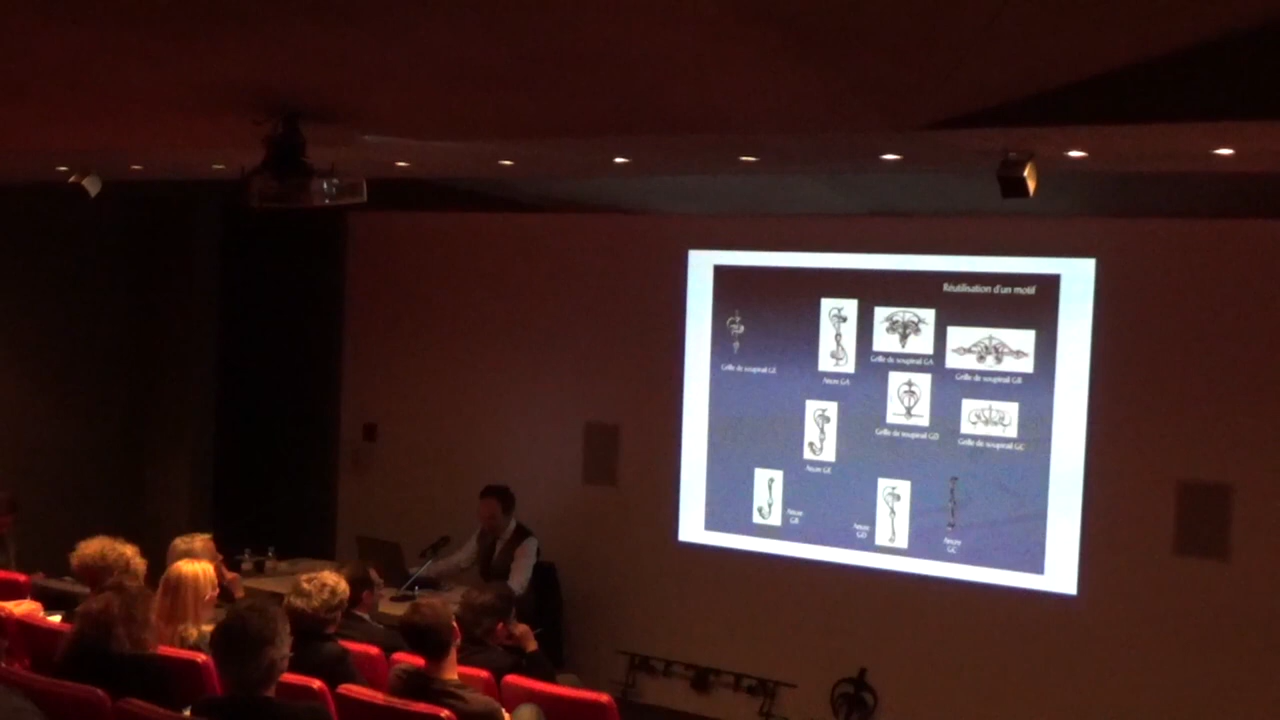 Réutilisation d'un motif
Grille de soupirail GE
Ancre GA
Grille de soupirail GA
Grille de soupirail GB
Ancre GE
Grille de soupirail GD
Grille de soupirail GC
Ancre
GB
Ancre
GD
Ancre
GC